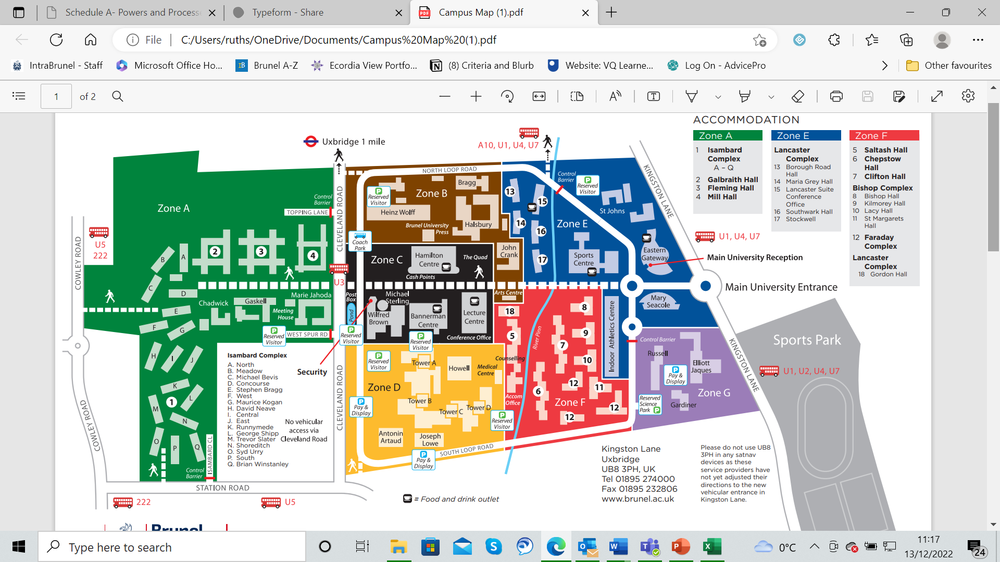 Schedule A- Powers and Process
Typeform - Share
Campus Map (1).pdf
File
C:/Users/ruths/OneDrive/Documents/Campus%20Map%20(1).pdf
IntraBrunel - Staff
Microsoft Office Ho...
Brunel A-Z
Ecordia View Portfo...
(8) Criteria and Blurb
Website: VQ Learne...
Log On - AdvicePro
Other favourites
1
of 2
ACCOMMODATION
Zone A
1 Isambard
Complex
A – Q
2 Galbraith Hall
3 Fleming Hall
4 Mill Hall
Zone E
Lancaster
Complex
13 Borough Road
Hall
14 Maria Grey Hall
15 Lancaster Suite
Conference
Office
16 Southwark Hall
17 Stockwell
Zone F
5 Saltash Hall
6 Chepstow
Hall
7 Clifton Hall
Bishop Complex
8 Bishop Hall
9 Kilmorey Hall
10 Lacy Hall
11 St Margarets
Hall
12 Faraday
Complex
Lancaster
Complex
18 Gordon Hall
Uxbridge 1 mile
A10, U1, U4, U7
NORTH LOOP ROAD
Control
Barrier
P
Reserved
Visitor
KINGSTON LANE
Zone A
Control
Barrier
TOPPING LANE
CLEVELAND ROAD
P
Reserved
Visitor
Zone B
Bragg
Heinz Wolff
Brunel University
Press
Halsbury
13
15
14
16
17
Zone E
St Johns
U1, U4, U7
COWLEY ROAD
U5
222
Coach
Park
Zone C
Hamilton
Centre
The Quad
Cash Points
John
Crank
Sports
Centre
Eastern
Gateway
Main University Reception
Main University Entrance
2
3
4
A
B
C
D
E
F
G
U3
Marie Jahoda
Chadwick
Gaskell
Meeting
House
P
Reserved
Visitor
WEST SPUR RD
Post
Box
Pond
P
Reserved
Visitor
Michael
Sterling
Wilfred
Brown
Bannerman
Centre
Lecture
Centre
Conference Office
P
Reserved
Visitor
Arts Centre
18
5
8
9
7
10
River Pinn
Indoor Athletics Centre
Mary
Seacole
Control Barrier
Sports Park
KINGSTON LANE
U1, U2, U4, U7
Security
Isambard Complex
A. North
B. Meadow
C. Michael Bevis
D. Concourse
E. Stephen Bragg
F. West
G. Maurice Kogan
H. David Neave
I. Central
J. East
K. Runnymede
L. George Shipp
M. Trevor Slater
N. Shoreditch
O. Syd Urry
P. South
Q. Brian Winstanley
No vehicular
access via
Cleveland Road
H
I
J
K
1
L
M
N
O
P
Q
ISAMBARD CL
Control
Barrier
COWLEY ROAD
CLEVELAND ROAD
P
Reserved
Visitor
Tower A
Howell
Medical
Centre
Counselling
Zone D
P
Pay &
Display
Tower B
Tower C
Tower D
Accom
Office
P
Reserved
Visitor
Antonin
Artaud
Joseph
Lowe
P
Pay &
Display
SOUTH LOOP ROAD
6
12
11
Zone F
12
12
Russell
Elliott
Jaques
P
Pay &
Display
Zone G
Reserved
Science
Park P
Gardiner
STATION ROAD
222
U5
= Food and drink outlet
Kingston Lane
Uxbridge
UB8 3PH, UK
Tel 01895 274000
Fax 01895 232806
www.brunel.ac.uk
Please do not use UB8
3PH in any satnav
devices as these
service providers have
not yet adjusted their
directions to the new
vehicular entrance in
Kingston Lane.
Brunel
Type here to search
0°C
11:17
13/12/2022
24